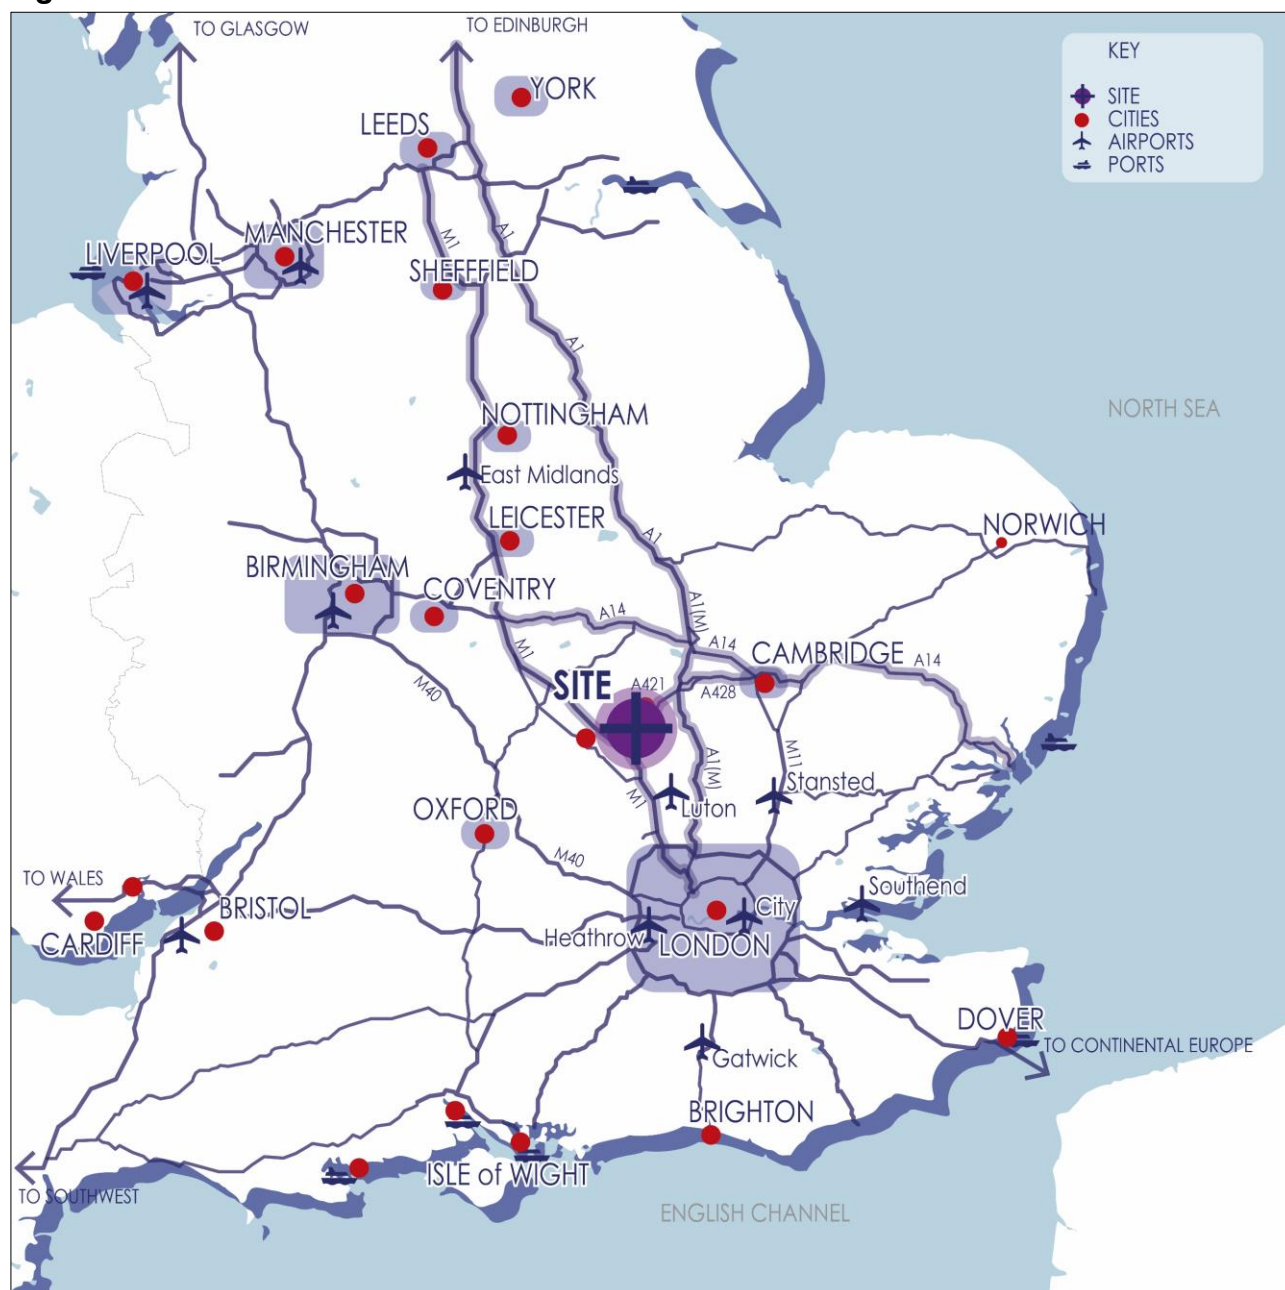 TO GLASGOW
TO EDINBURGH
KEY
SITE
CITIES
AIRPORTS
PORTS
YORK
LEEDS
A1
M1
MANCHESTER
LIVERPOOL
SHEFFFIELD
A1
NORTH SEA
NOTTINGHAM
East Midlands
LEICESTER
A1
NORWICH
BIRMINGHAM
COVENTRY
A14
A1(M)
A14
CAMBRIDGE
A14
M1
SITE
A421
A428
M40
M11
A1(M)
Stansted
M1
Luton
OXFORD
M40
TO WALES
Southend
BRISTOL
City
CARDIFF
Heathrow
LONDON
DOVER
TO CONTINENTAL EUROPE
Gatwick
BRIGHTON
ISLE of WIGHT
TO SOUTHWEST
ENGLISH CHANNEL